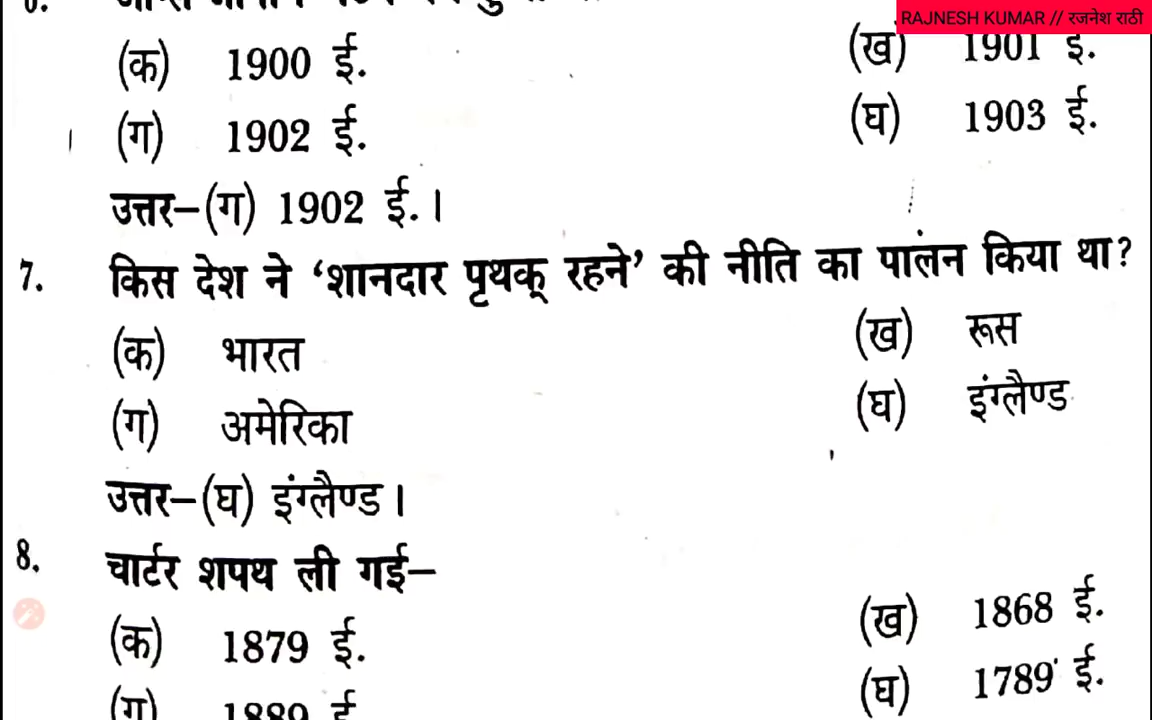 RAJNESH KUMAR // रजनेश राठी
(क) 1900 ई. (ख) 1901 ई.
(ग) 1902 ई. (घ) 1903 ई.
उत्तर–(ग) 1902 ई.।
7. किस देश ने ‘शानदार पृथक् रहने’ की नीति का पालन किया था?
(क) भारत (ख) रूस
(ग) अमेरिका (घ) इंग्लैण्ड
उत्तर–(घ) इंग्लैण्ड।
8. चार्टर शपथ ली गई–
(क) 1879 ई. (ख) 1868 ई.
(ग) 1889 ई (घ) 1789 ई.